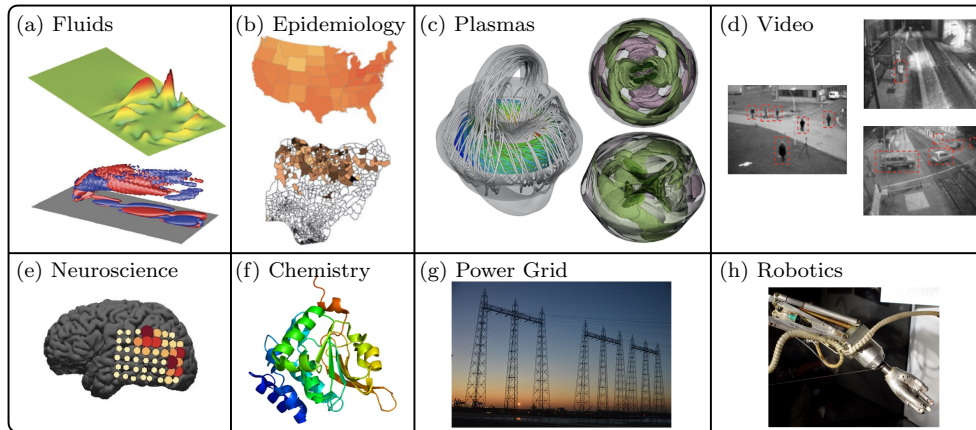 (a) Fluids
(b) Epidemiology
(c) Plasmas
(d) Video
(e) Neuroscience
(f) Chemistry
(g) Power Grid
(h) Robotics